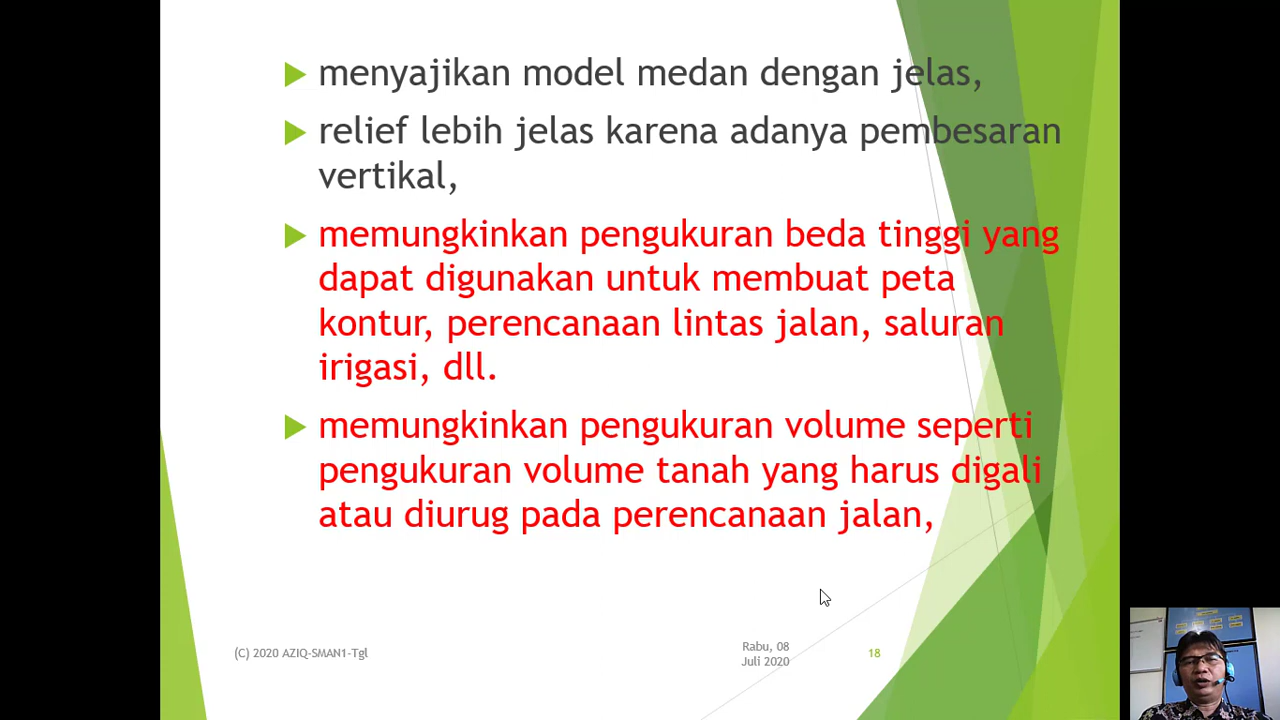 menyajikan model medan dengan jelas,
relief lebih jelas karena adanya pembesaran
vertikal,
memungkinkan pengukuran beda tinggi yang
dapat digunakan untuk membuat peta
kontur, perencanaan lintas jalan, saluran
irigasi, dll.
memungkinkan pengukuran volume seperti
pengukuran volume tanah yang harus digali
atau diurug pada perencanaan jalan,
(C) 2020 AZIQ-SMAN1-Tgl
Rabu, 08
Juli 2020
18